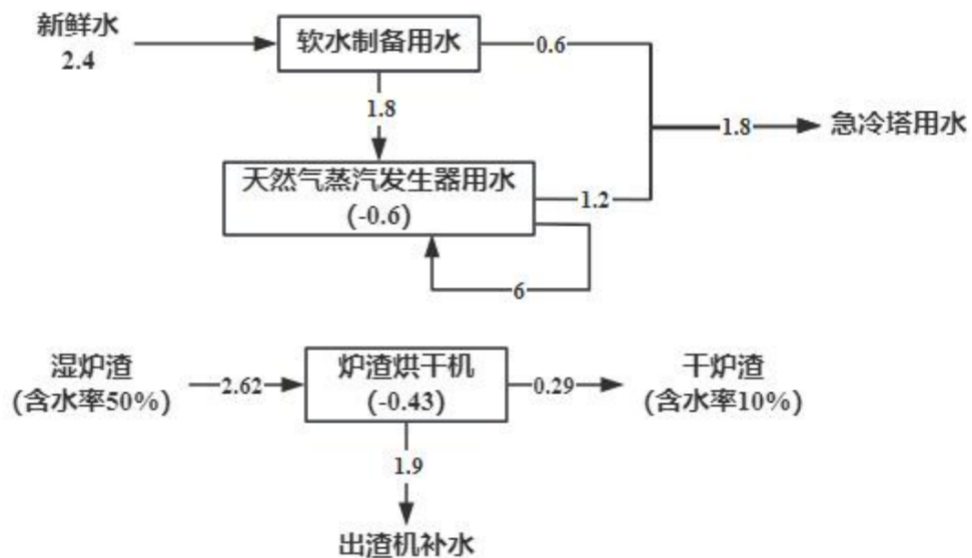 新鲜水
2.4
软水制备用水
0.6
1.8
1.8
急冷塔用水
天然气蒸汽发生器用水
(-0.6)
1.2
6
湿炉渣
(含水率50%)
2.62
炉渣烘干机
(-0.43)
0.29
干炉渣
(含水率10%)
1.9
出渣机补水